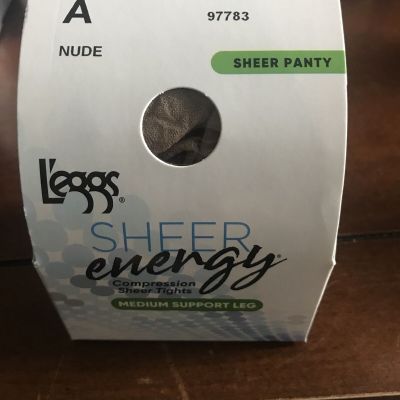 A
97783
NUDE
SHEER PANTY
L'eggs®
SHEER
energy®
Compression
Sheer Tights
MEDIUM SUPPORT LEG